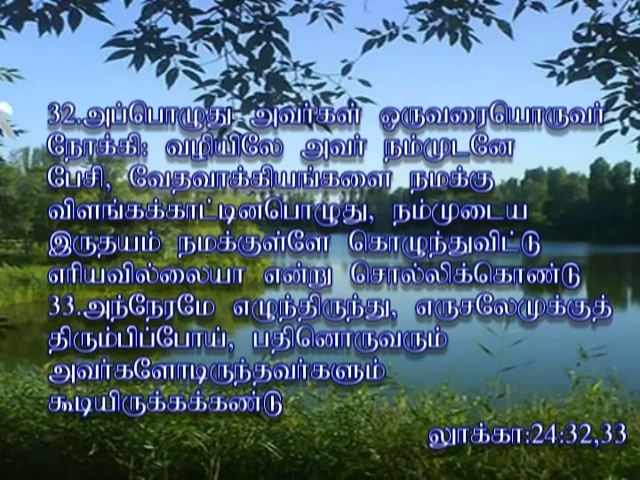 32.அப்பொழுது அவர்கள் ஒருவரையொருவர்
நோக்கி: வழியிலே அவர் நம்முடனே
பேசி, வேதவாக்கியங்களை நமக்கு
விளங்கக்காட்டினபொழுது, நம்முடைய
இருதயம் நமக்குள்ளே கொழுந்துவிட்டு
எரியவில்லையா என்று சொல்லிக்கொண்டு
33.அந்நேரமே எழுந்திருந்து, எருசலேமுக்குத்
திரும்பிப்போய், பதினொருவரும்
அவர்களோடிருந்தவர்களும்
கூடியிருக்கக்கண்டு
லூக்கா:24:32,33